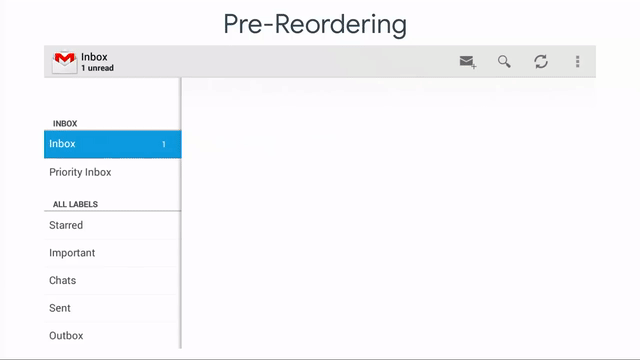 Pre-Reordering
Inbox
1 unread
INBOX
Inbox 1
Priority Inbox
ALL LABELS
Starred
Important
Chats
Sent
Outbox